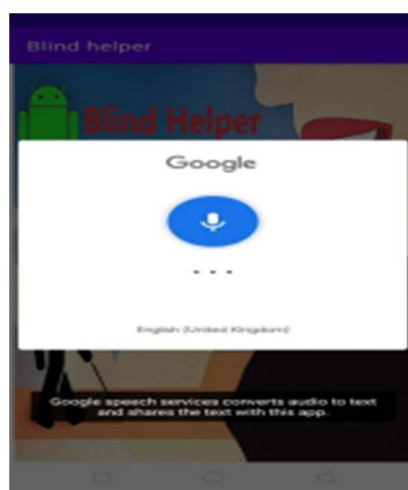 Blind helper
Blind Helper
Google
English (United Kingdom)
Google speech services converts audio to text
and shares the text with this app.